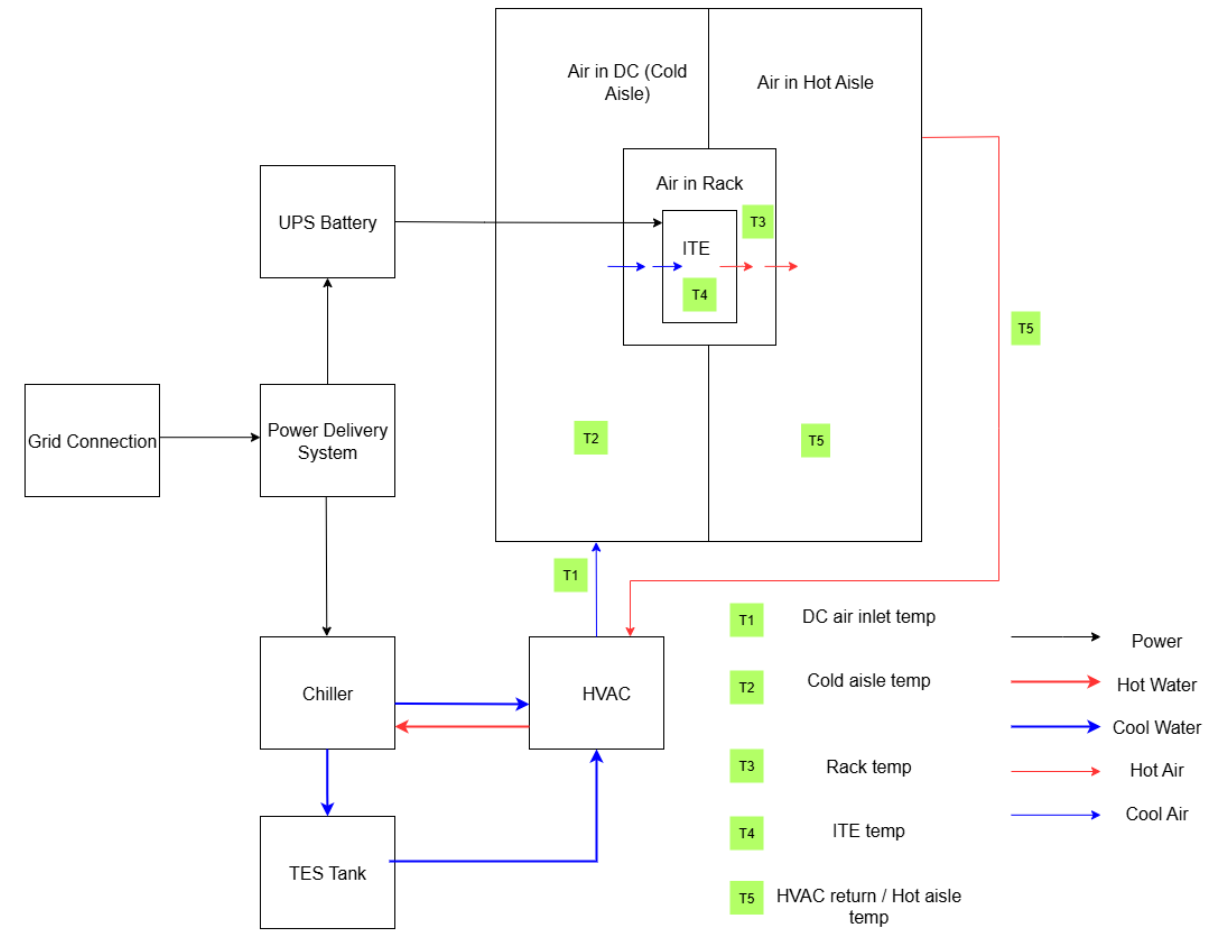 Air in DC (Cold
Aisle)
Air in Hot Aisle
Air in Rack
UPS Battery
T3
ITE
T4
T5
Grid Connection
Power Delivery
System
T2
T5
T1
T1
DC air inlet temp
Power
Chiller
HVAC
T2
Cold aisle temp
Hot Water
Cool Water
T3
Rack temp
Hot Air
Cool Air
T4
ITE temp
TES Tank
T5
HVAC return / Hot aisle
temp